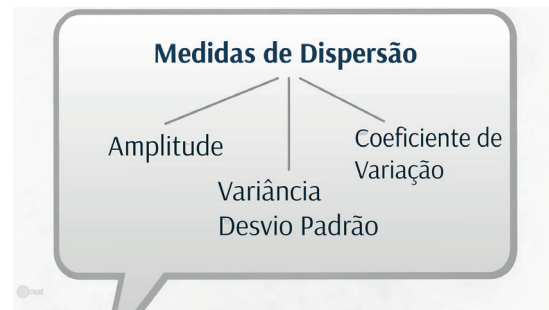 Medidas de Dispersão
Amplitude
Coeficiente de
Variação
Variância
Desvio Padrão